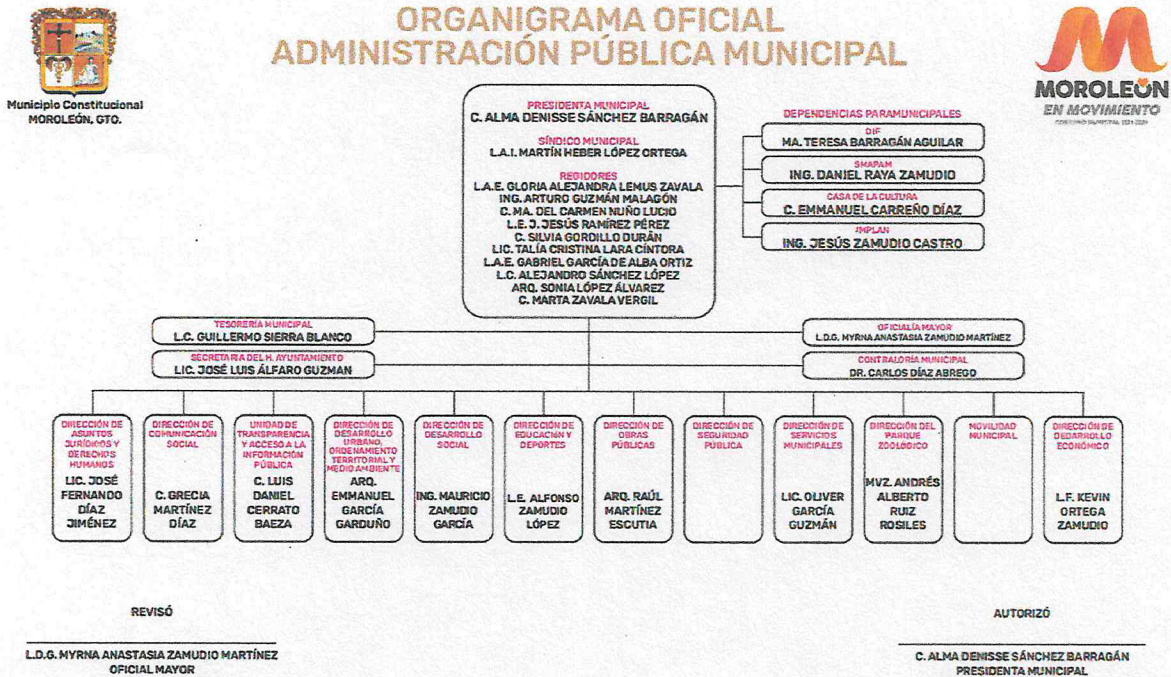 Municipio Constitucional
MOROLEÓN, GTO.
ORGANIGRAMA OFICIAL
ADMINISTRACIÓN PÚBLICA MUNICIPAL
MOROLEÓN
EN MOVIMIENTO
PRESIDENTA MUNICIPAL
C. ALMA DENISSE SÁNCHEZ BARRAGÁN
SÍNDICO MUNICIPAL
L.A.I. MARTÍN HEBER LÓPEZ ORTEGA
REGIDORES
L.A.E. GLORIA ALEJANDRA LEMUS ZAVALA
ING. ARTURO GUZMÁN MALAGÓN
C. MA. DEL CARMEN NUÑO LUCIO
L.E.J. JESÚS RAMÍREZ PÉREZ
C. SILVIA GORDILLO DURÁN
LIC. TALÍA CRISTINA LARA CÍNTORA
L.A.E. GABRIEL GARCÍA DE ALBA ORTIZ
L.C. ALEJANDRO SÁNCHEZ LÓPEZ
ARQ. SONIA LÓPEZ ÁLVAREZ
C. MARTA ZAVALA VERGIL
DEPENDENCIAS PARAMUNICIPALES
DIF
MA. TERESA BARRAGÁN AGUILAR
SMAPAM
ING. DANIEL RAYA ZAMUDIO
CASA DE LA CULTURA
C. EMMANUEL CARREÑO DÍAZ
IMPLAN
ING. JESÚS ZAMUDIO CASTRO
TESORERÍA MUNICIPAL
L.C. GUILLERMO SIERRA BLANCO
OFICIALÍA MAYOR
L.D.G. MYRNA ANASTASIA ZAMUDIO MARTÍNEZ
SECRETARIA DEL H. AYUNTAMIENTO
LIC. JOSÉ LUIS ÁLFARO GUZMAN
CONTRALORÍA MUNICIPAL
DR. CARLOS DÍAZ ABREGO
DIRECCIÓN DE
ASUNTOS
JURÍDICOS Y
DERECHOS
HUMANOS
LIC. JOSÉ
FERNANDO
DÍAZ
JIMÉNEZ
DIRECCIÓN DE
COMUNICACIÓN
SOCIAL
C. GRECIA
MARTÍNEZ
DÍAZ
UNIDAD DE
TRANSPARENCIA
Y ACCESO A LA
INFORMACIÓN
PÚBLICA
C. LUIS
DANIEL
CERRATO
BAEZA
DIRECCIÓN DE
DESARROLLO
URBANO,
ORDENAMIENTO
TERRITORIAL Y
MEDIO AMBIENTE
ARQ.
EMMANUEL
GARCÍA
GARDUÑO
DIRECCIÓN DE
DESARROLLO
SOCIAL
ING. MAURICIO
ZAMUDIO
GARCÍA
DIRECCIÓN DE
EDUCACIÓN Y
DEPORTES
L.E. ALFONSO
ZAMUDIO
LÓPEZ
DIRECCIÓN DE
OBRAS
PÚBLICAS
ARQ. RAÚL
MARTÍNEZ
ESCUTIA
DIRECCIÓN DE
SEGURIDAD
PÚBLICA
DIRECCIÓN DE
SERVICIOS
MUNICIPALES
LIC. OLIVER
GARCÍA
GUZMÁN
DIRECCIÓN DEL
PARQUE
ZOOLÓGICO
MVZ. ANDRÉS
ALBERTO
RUIZ
ROSILES
MOVILIDAD
MUNICIPAL
DIRECCIÓN DE
DEDARROLLO
ECONÓMICO
L.F. KEVIN
ORTEGA
ZAMUDIO
REVISÓ
L.D.G. MYRNA ANASTASIA ZAMUDIO MARTÍNEZ
OFICIAL MAYOR
AUTORIZÓ
C. ALMA DENISSE SÁNCHEZ BARRAGÁN
PRESIDENTA MUNICIPAL